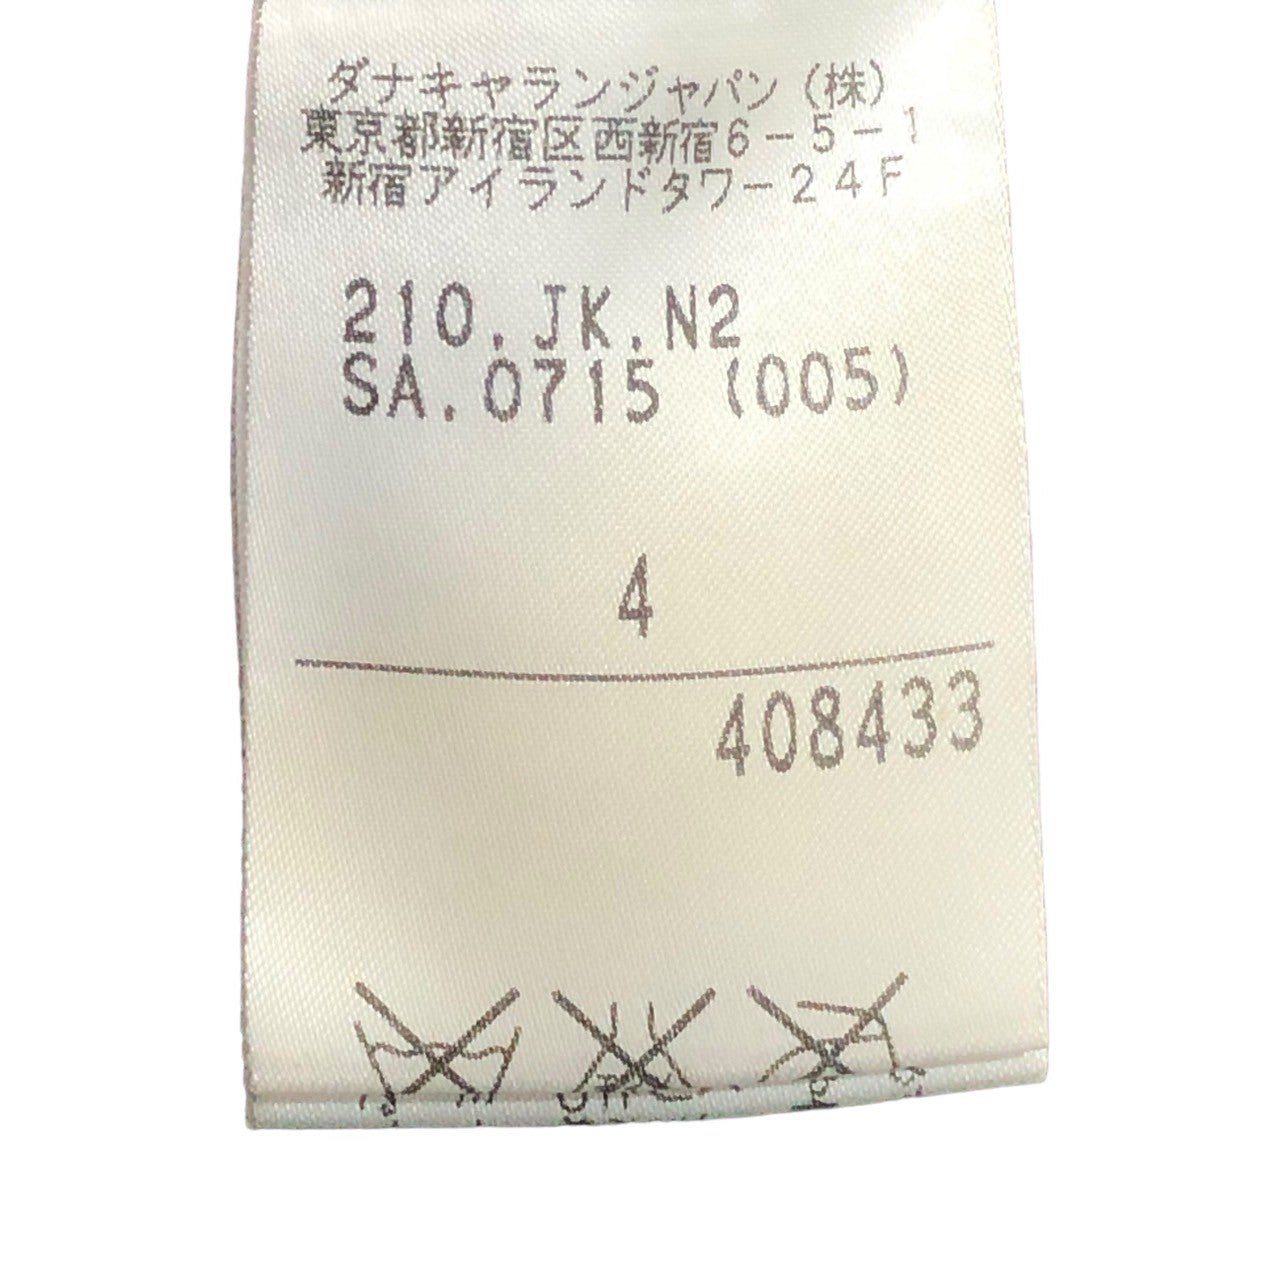 ダナキャランジャパン（株）
東京都新宿区西新宿6－5－1
新宿アイランドタワー24F
210.JK.N2
SA.0715 (005)
4
408433